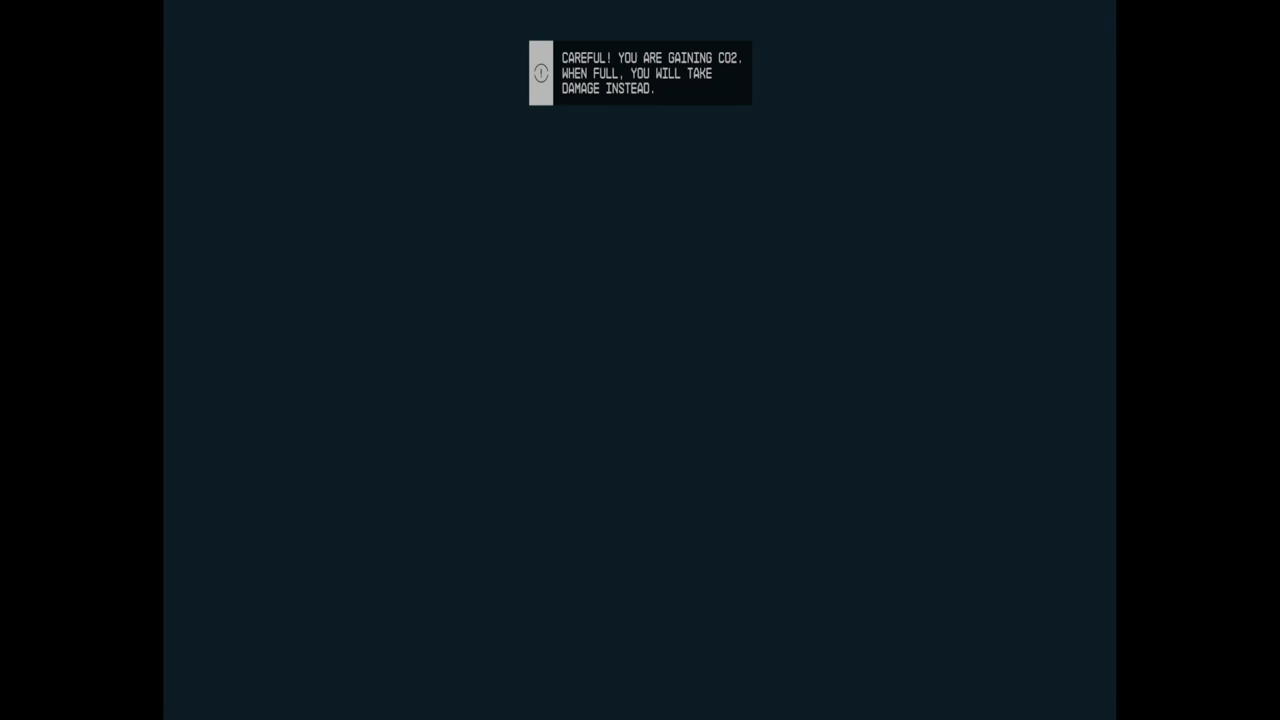 CAREFUL! YOU ARE GAINING CO2.
WHEN FULL, YOU WILL TAKE
DAMAGE INSTEAD.